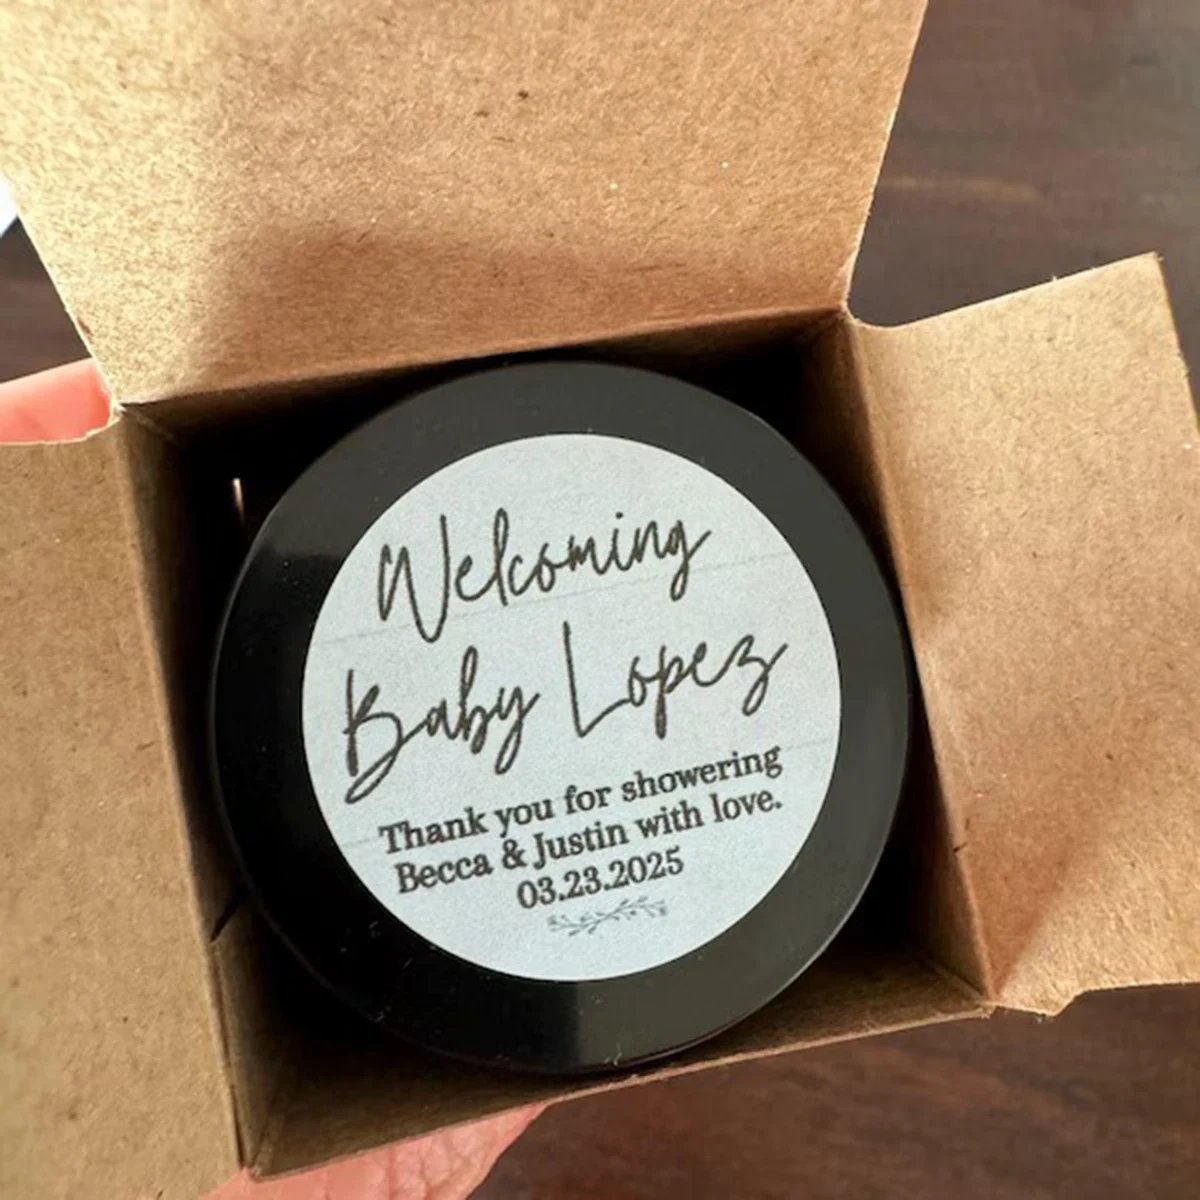 Welcoming
Baby Lopez
Thank you for showering
Becca & Justin with love.
03.23.2025